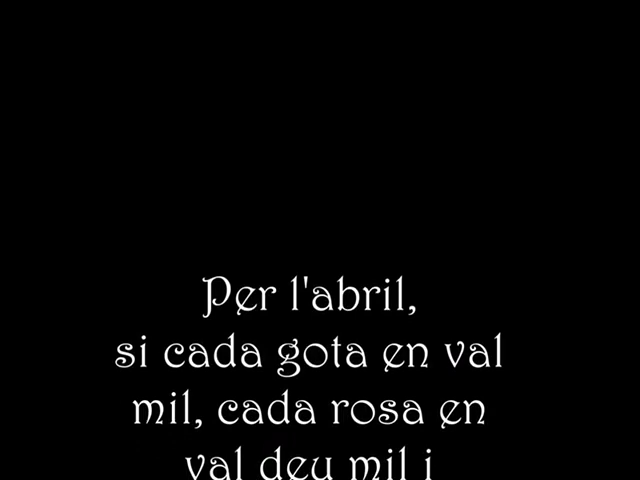 Per l'abril,
si cada gota en val
mil, cada rosa en
val deu mil i